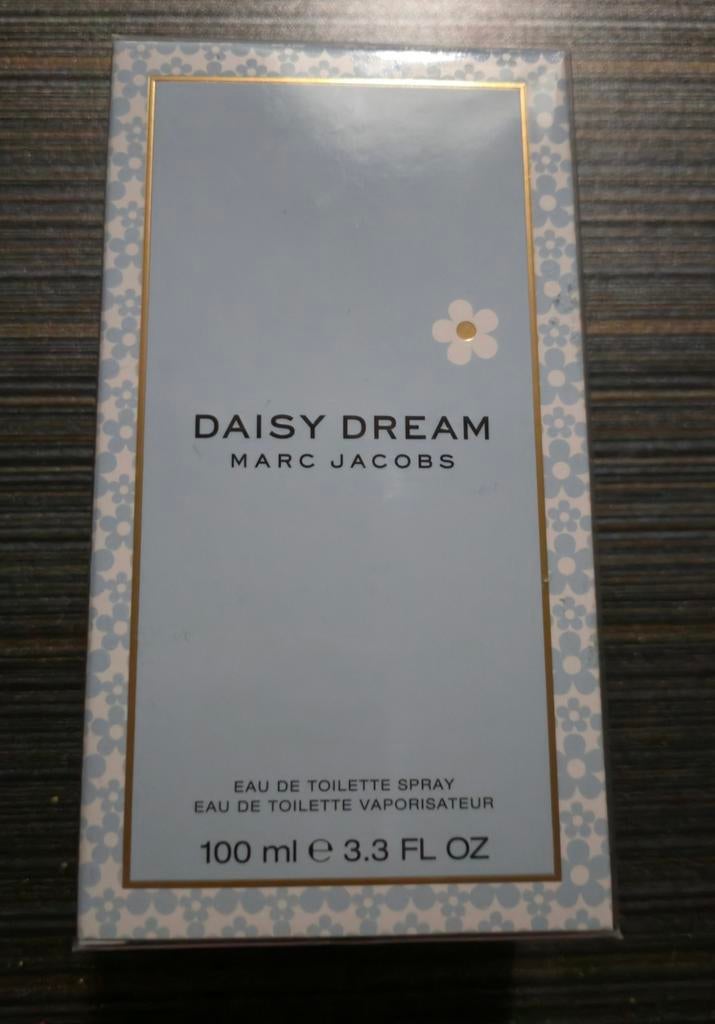 DAISY DREAM
MARC JACOBS
EAU DE TOILETTE SPRAY
EAU DE TOILETTE VAPORISATEUR
100 ml ℮ 3.3 FL OZ